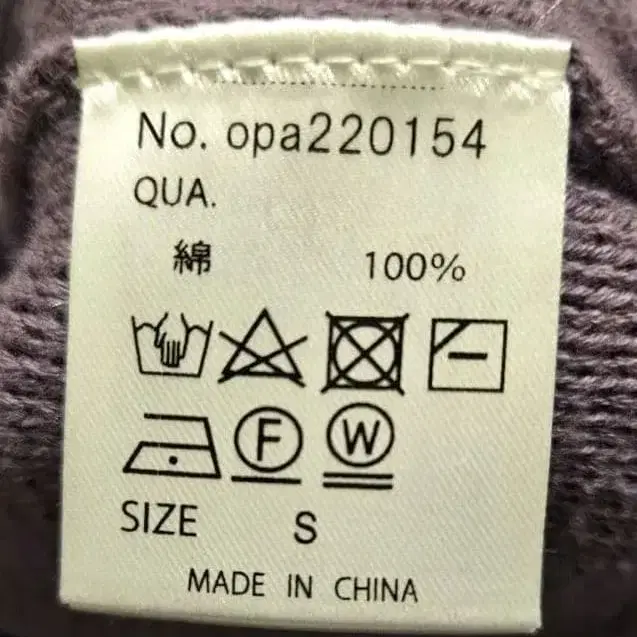 No. opa220154
QUA.
綿 100%
F W
SIZE S
MADE IN CHINA